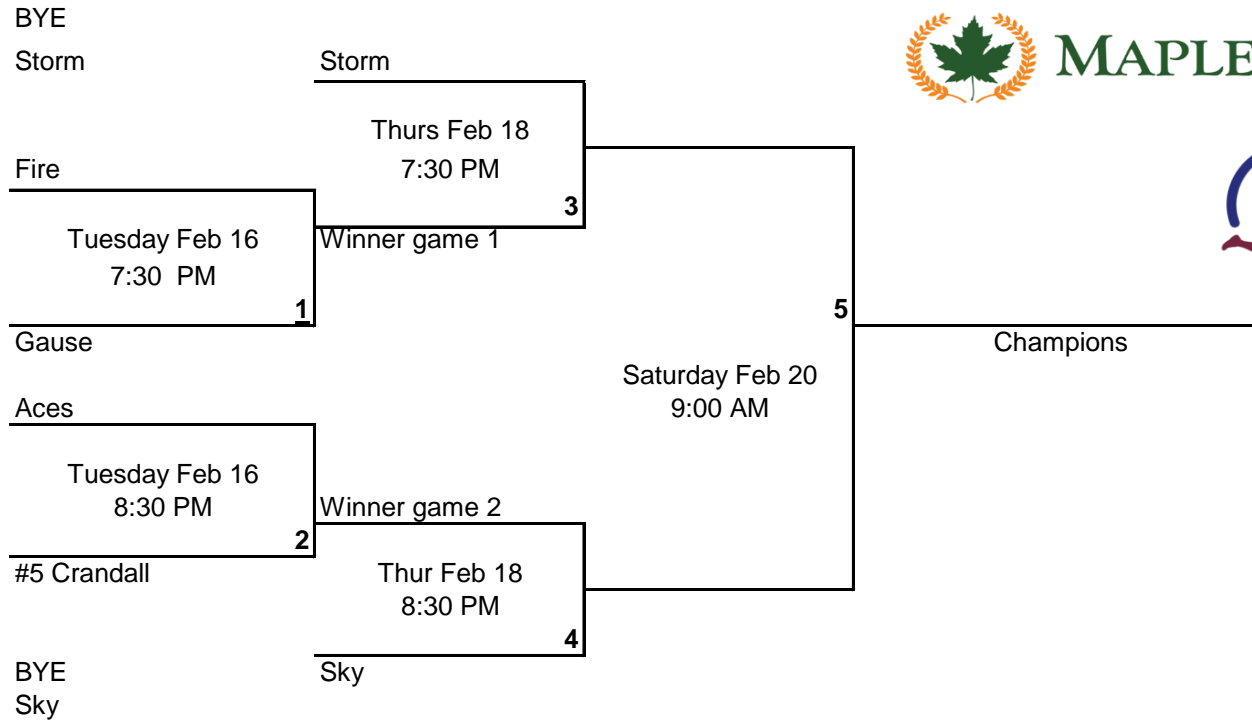 BYE
Storm
Storm
MAPLE
Thurs Feb 18
7:30 PM
3
Fire
Tuesday Feb 16
7:30  PM
1
Winner game 1
Gause
5
Champions
Saturday Feb 20
9:00 AM
Aces
Tuesday Feb 16
8:30 PM
2
Winner game 2
#5 Crandall
Thur Feb 18
8:30 PM
4
BYE
Sky
Sky